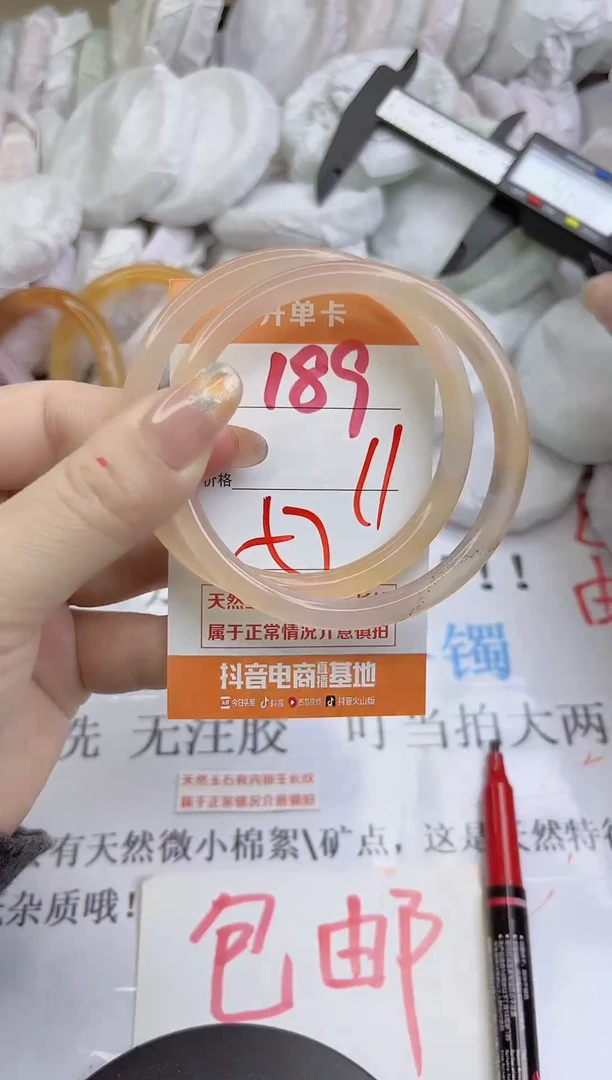 开单卡
189
价格
11
属于正常情况介意慎拍
抖音电商直播基地
今日头条 抖音 西瓜视频 抖音火山版
!!
镯
洗 无注胶 叮当拍大两
天然玉石有内部生长纹
属于正常情况介意慎拍
有天然微小棉絮\矿点，这是天然特征
杂质哦！
包邮